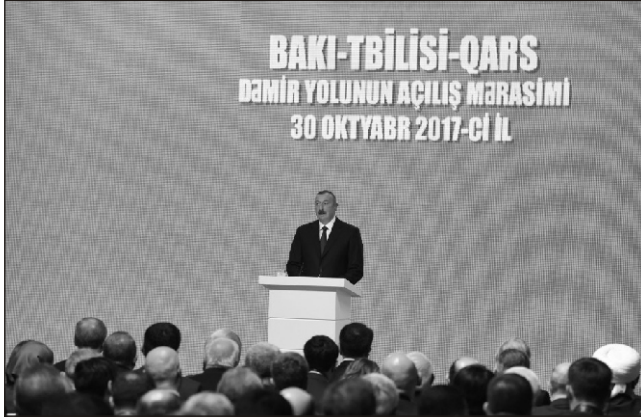 BAKI-TBİLİSİ-QARS
DƏMİR YOLUNUN AÇILIŞ MƏRASİMİ
30 OKTYABR 2017-Cİ İL